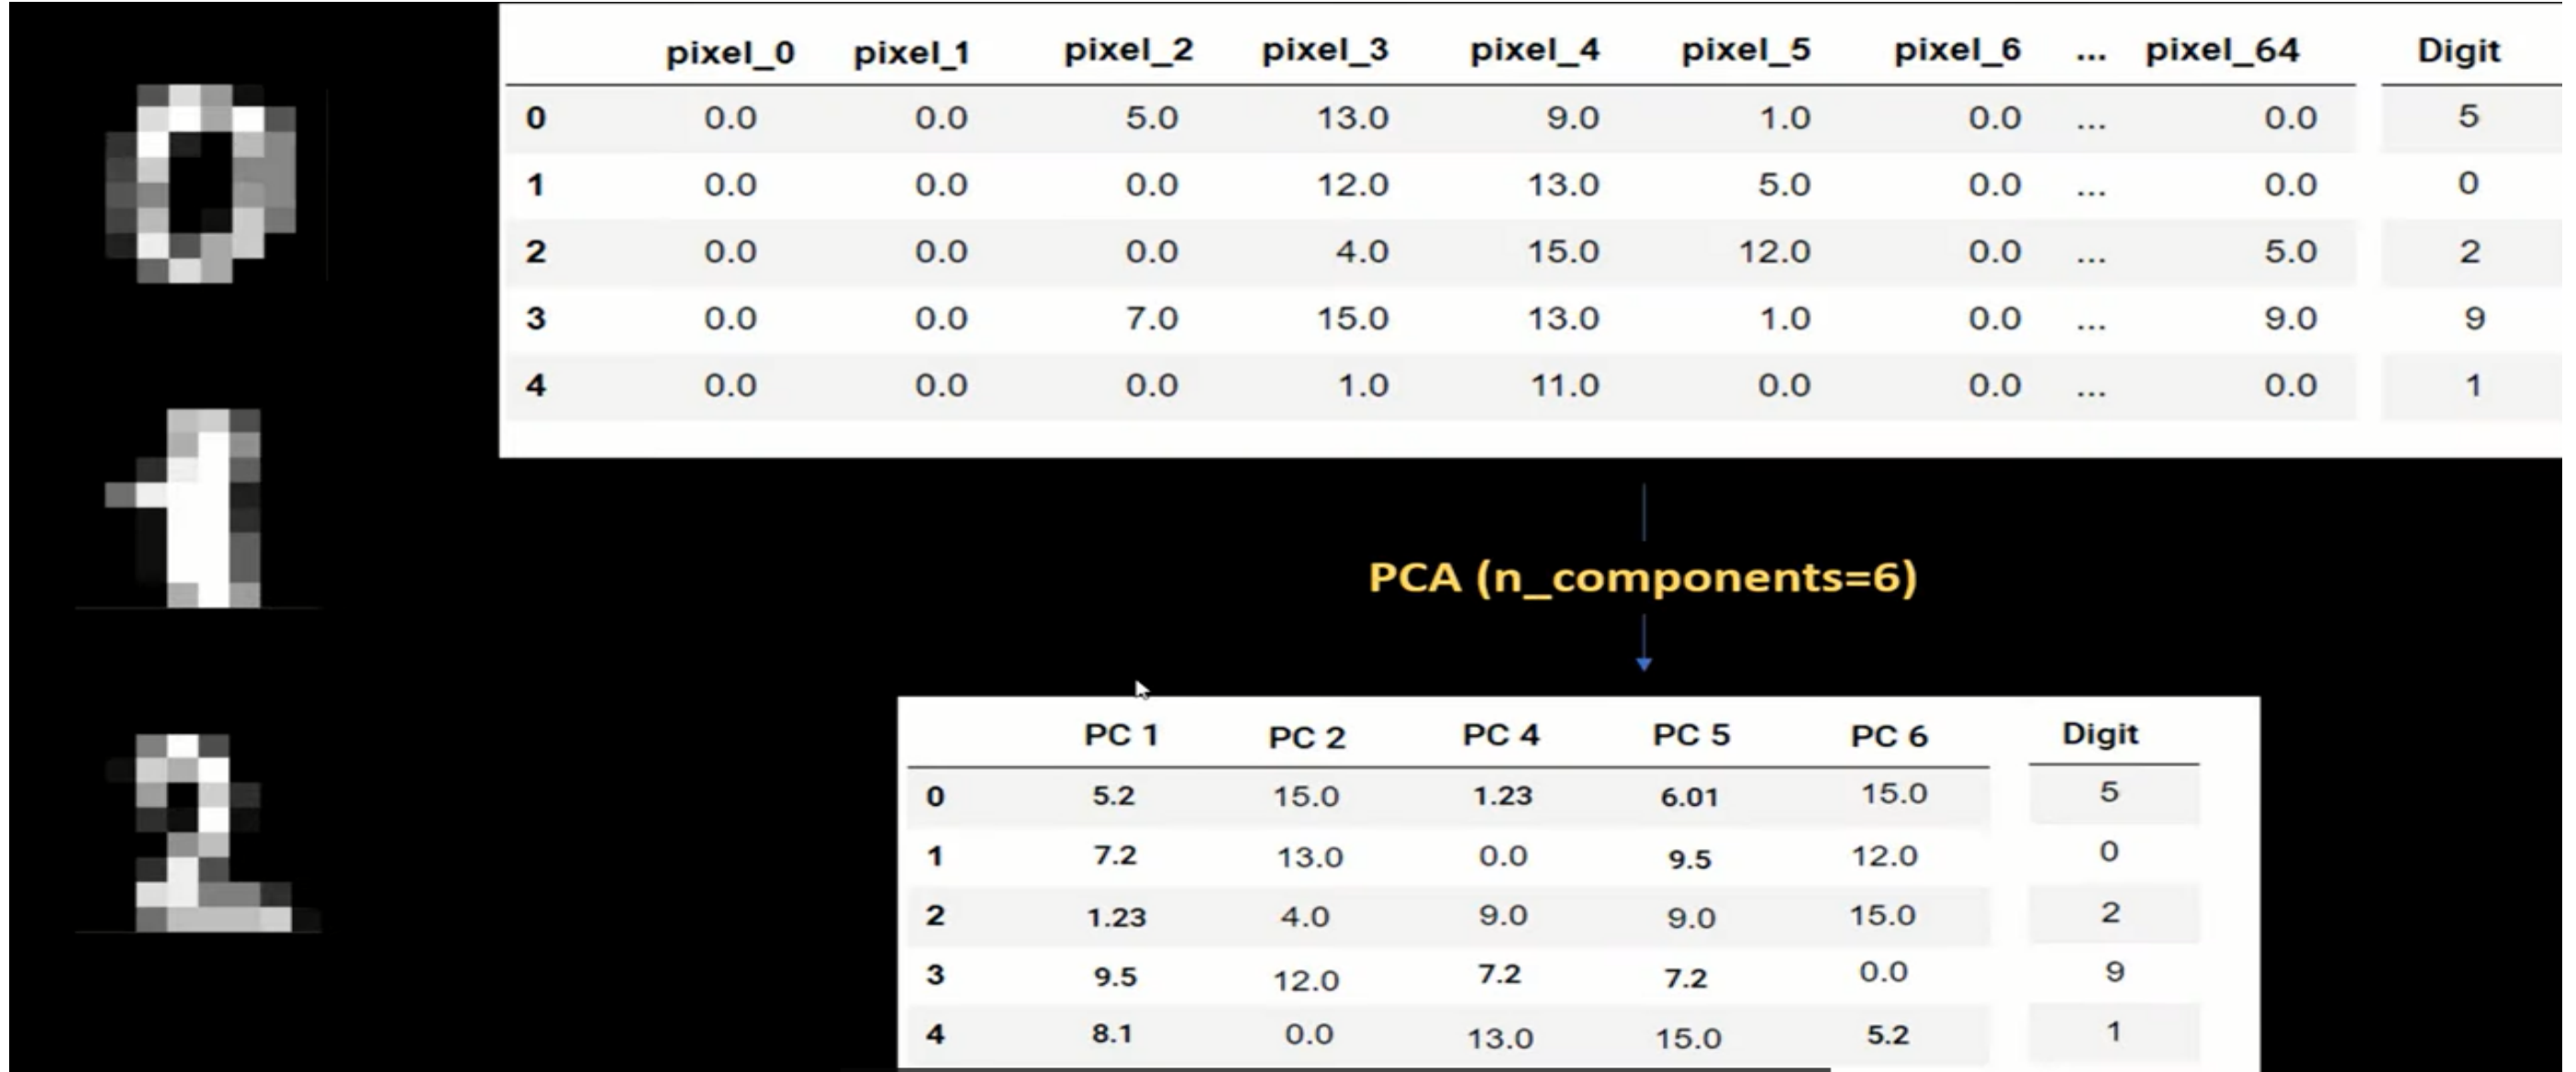 pixel_0 pixel_1 pixel_2 pixel_3 pixel_4 pixel_5 pixel_6 ... pixel_64 Digit
0 0.0 0.0 5.0 13.0 9.0 1.0 0.0 ... 0.0 5
1 0.0 0.0 0.0 12.0 13.0 5.0 0.0 ... 0.0 0
2 0.0 0.0 0.0 4.0 15.0 12.0 0.0 ... 5.0 2
3 0.0 0.0 7.0 15.0 13.0 1.0 0.0 ... 9.0 9
4 0.0 0.0 0.0 1.0 11.0 0.0 0.0 ... 0.0 1
PCA (n_components=6)
PC 1 PC 2 PC 4 PC 5 PC 6 Digit
0 5.2 15.0 1.23 6.01 15.0 5
1 7.2 13.0 0.0 9.5 12.0 0
2 1.23 4.0 9.0 9.0 15.0 2
3 9.5 12.0 7.2 7.2 0.0 9
4 8.1 0.0 13.0 15.0 5.2 1
0
1
2